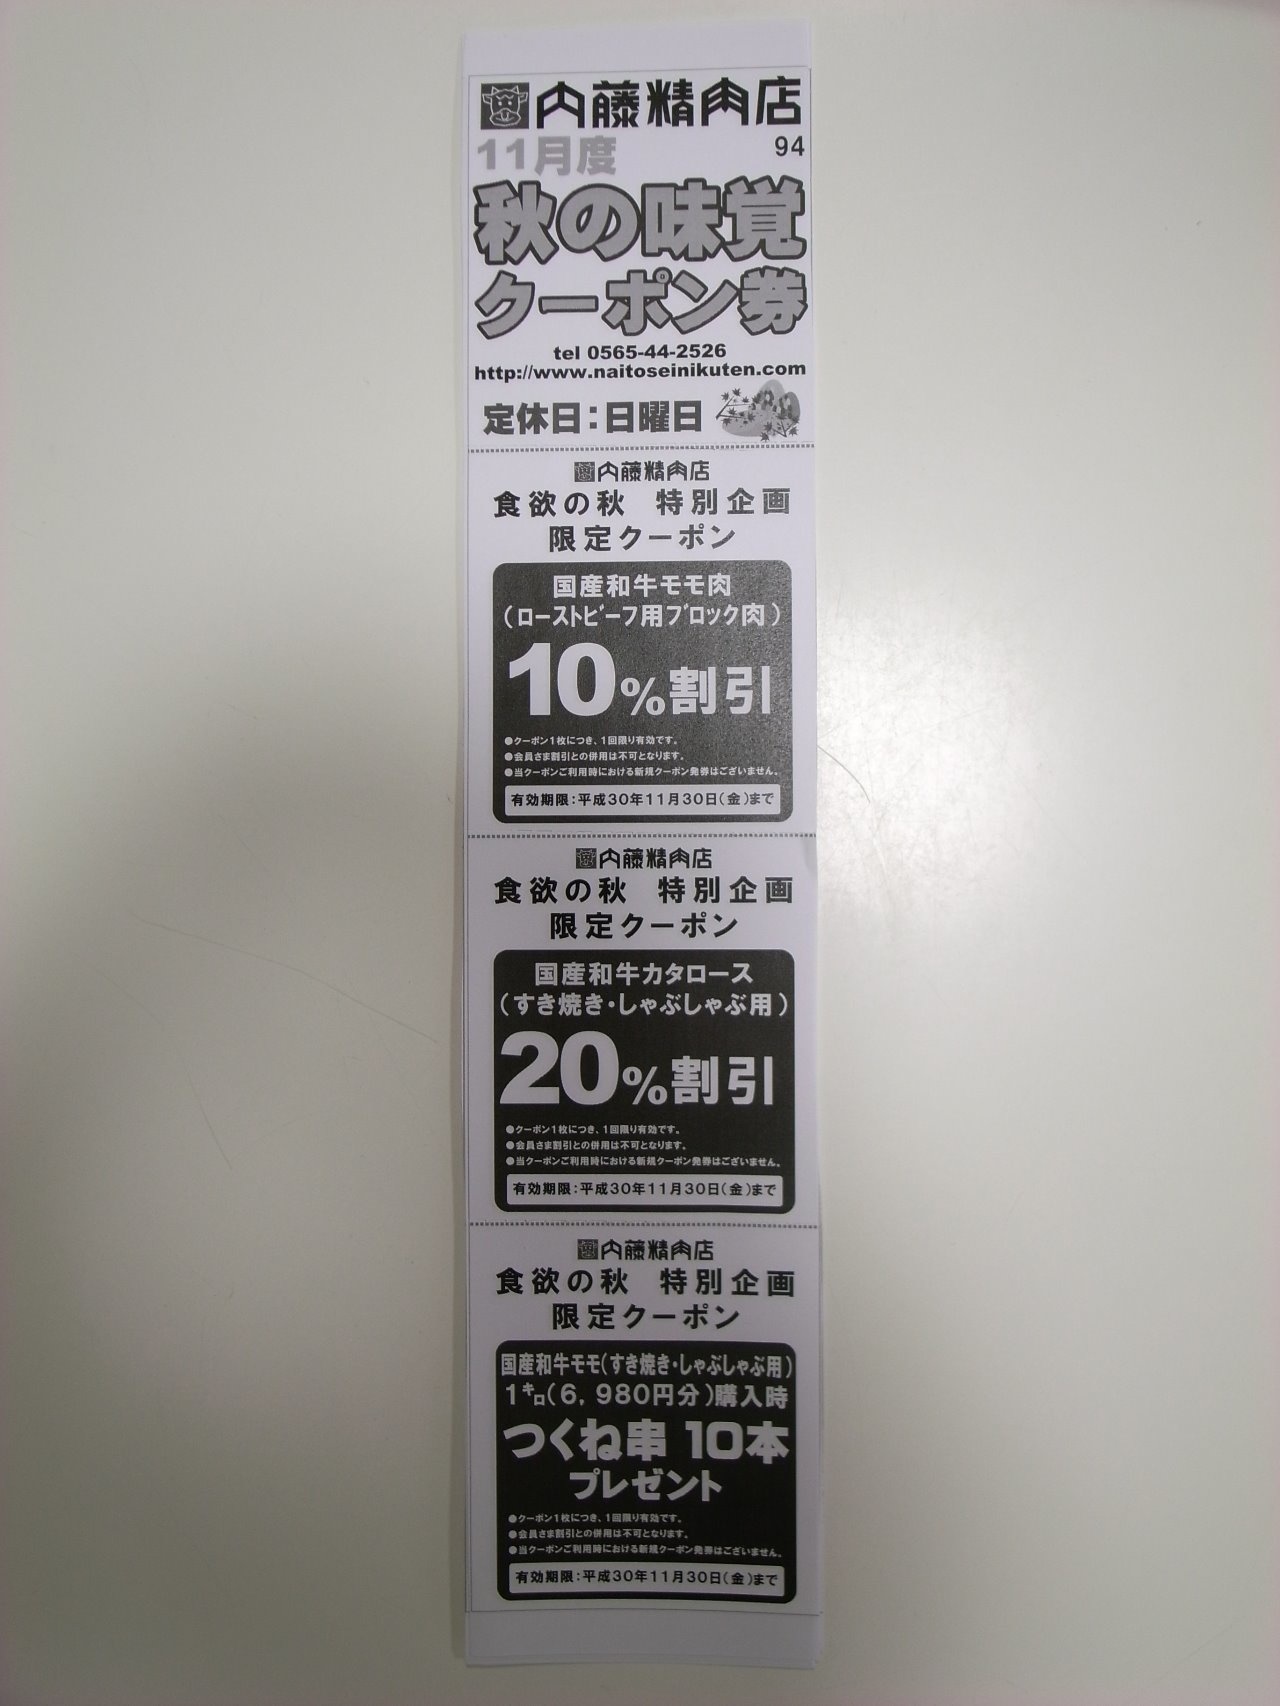 内藤精肉店
11月度
94
秋の味覚
クーポン券
tel 0565-44-2526
http://www.naitoseinikuten.com
定休日:日曜日
内藤精肉店
食欲の秋 特別企画
限定クーポン
国産和牛モモ肉
(ローストビーフ用ブロック肉)
10%割引
●クーポン1枚につき、1回限り有効です。
●会員さま割引との併用は不可となります。
●当クーポンご利用時における新規クーポン発券はございません。
有効期限:平成30年11月30日(金)まで
内藤精肉店
食欲の秋 特別企画
限定クーポン
国産和牛カタロース
(すき焼き・しゃぶしゃぶ用)
20%割引
●クーポン1枚につき、1回限り有効です。
●会員さま割引との併用は不可となります。
●当クーポンご利用時における新規クーポン発券はございません。
有効期限:平成30年11月30日(金)まで
内藤精肉店
食欲の秋 特別企画
限定クーポン
国産和牛モモ(すき焼き・しゃぶしゃぶ用)
1キロ(6,980円分)購入時
つくね串 10本
プレゼント
●クーポン1枚につき、1回限り有効です。
●会員さま割引との併用は不可となります。
●当クーポンご利用時における新規クーポン発券はございません。
有効期限:平成30年11月30日(金)まで